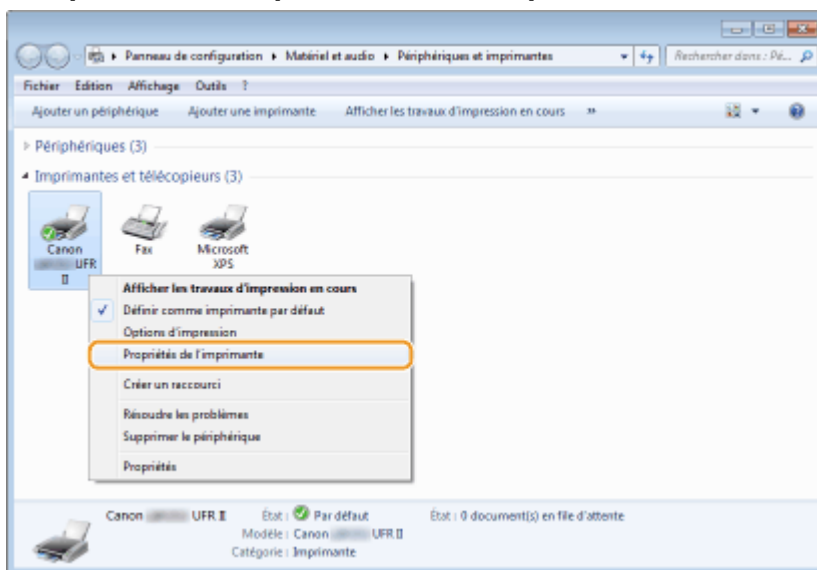 Panneau de configuration ▸ Matériel et audio ▸ Périphériques et imprimantes
Rechercher dans : Pé...
Fichier Edition Affichage Outils ?
Ajouter un périphérique Ajouter une imprimante Afficher les travaux d'impression en cours »
Périphériques (3)
Imprimantes et télécopieurs (3)
Canon UFR II
Fax
Microsoft XPS
Afficher les travaux d'impression en cours
Définir comme imprimante par défaut
Options d'impression
Propriétés de l'imprimante
Créer un raccourci
Résoudre les problèmes
Supprimer le périphérique
Propriétés
Canon UFR II État : Par défaut État : 0 document(s) en file d'attente
Modèle : Canon UFR II
Catégorie : Imprimante